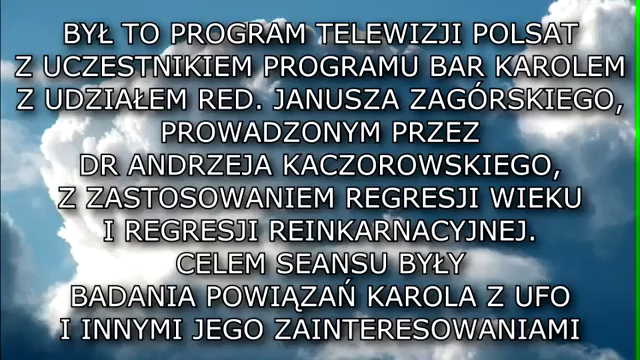 BYŁ TO PROGRAM TELEWIZJI POLSAT
Z UCZESTNIKIEM PROGRAMU BAR KAROLEM
Z UDZIAŁEM RED. JANUSZA ZAGÓRSKIEGO,
PROWADZONYM PRZEZ
DR ANDRZEJA KACZOROWSKIEGO,
Z ZASTOSOWANIEM REGRESJI WIEKU
I REGRESJI REINKARNACYJNEJ.
CELEM SEANSU BYŁY
BADANIA POWIĄZAŃ KAROLA Z UFO
I INNYMI JEGO ZAINTERESOWANIAMI